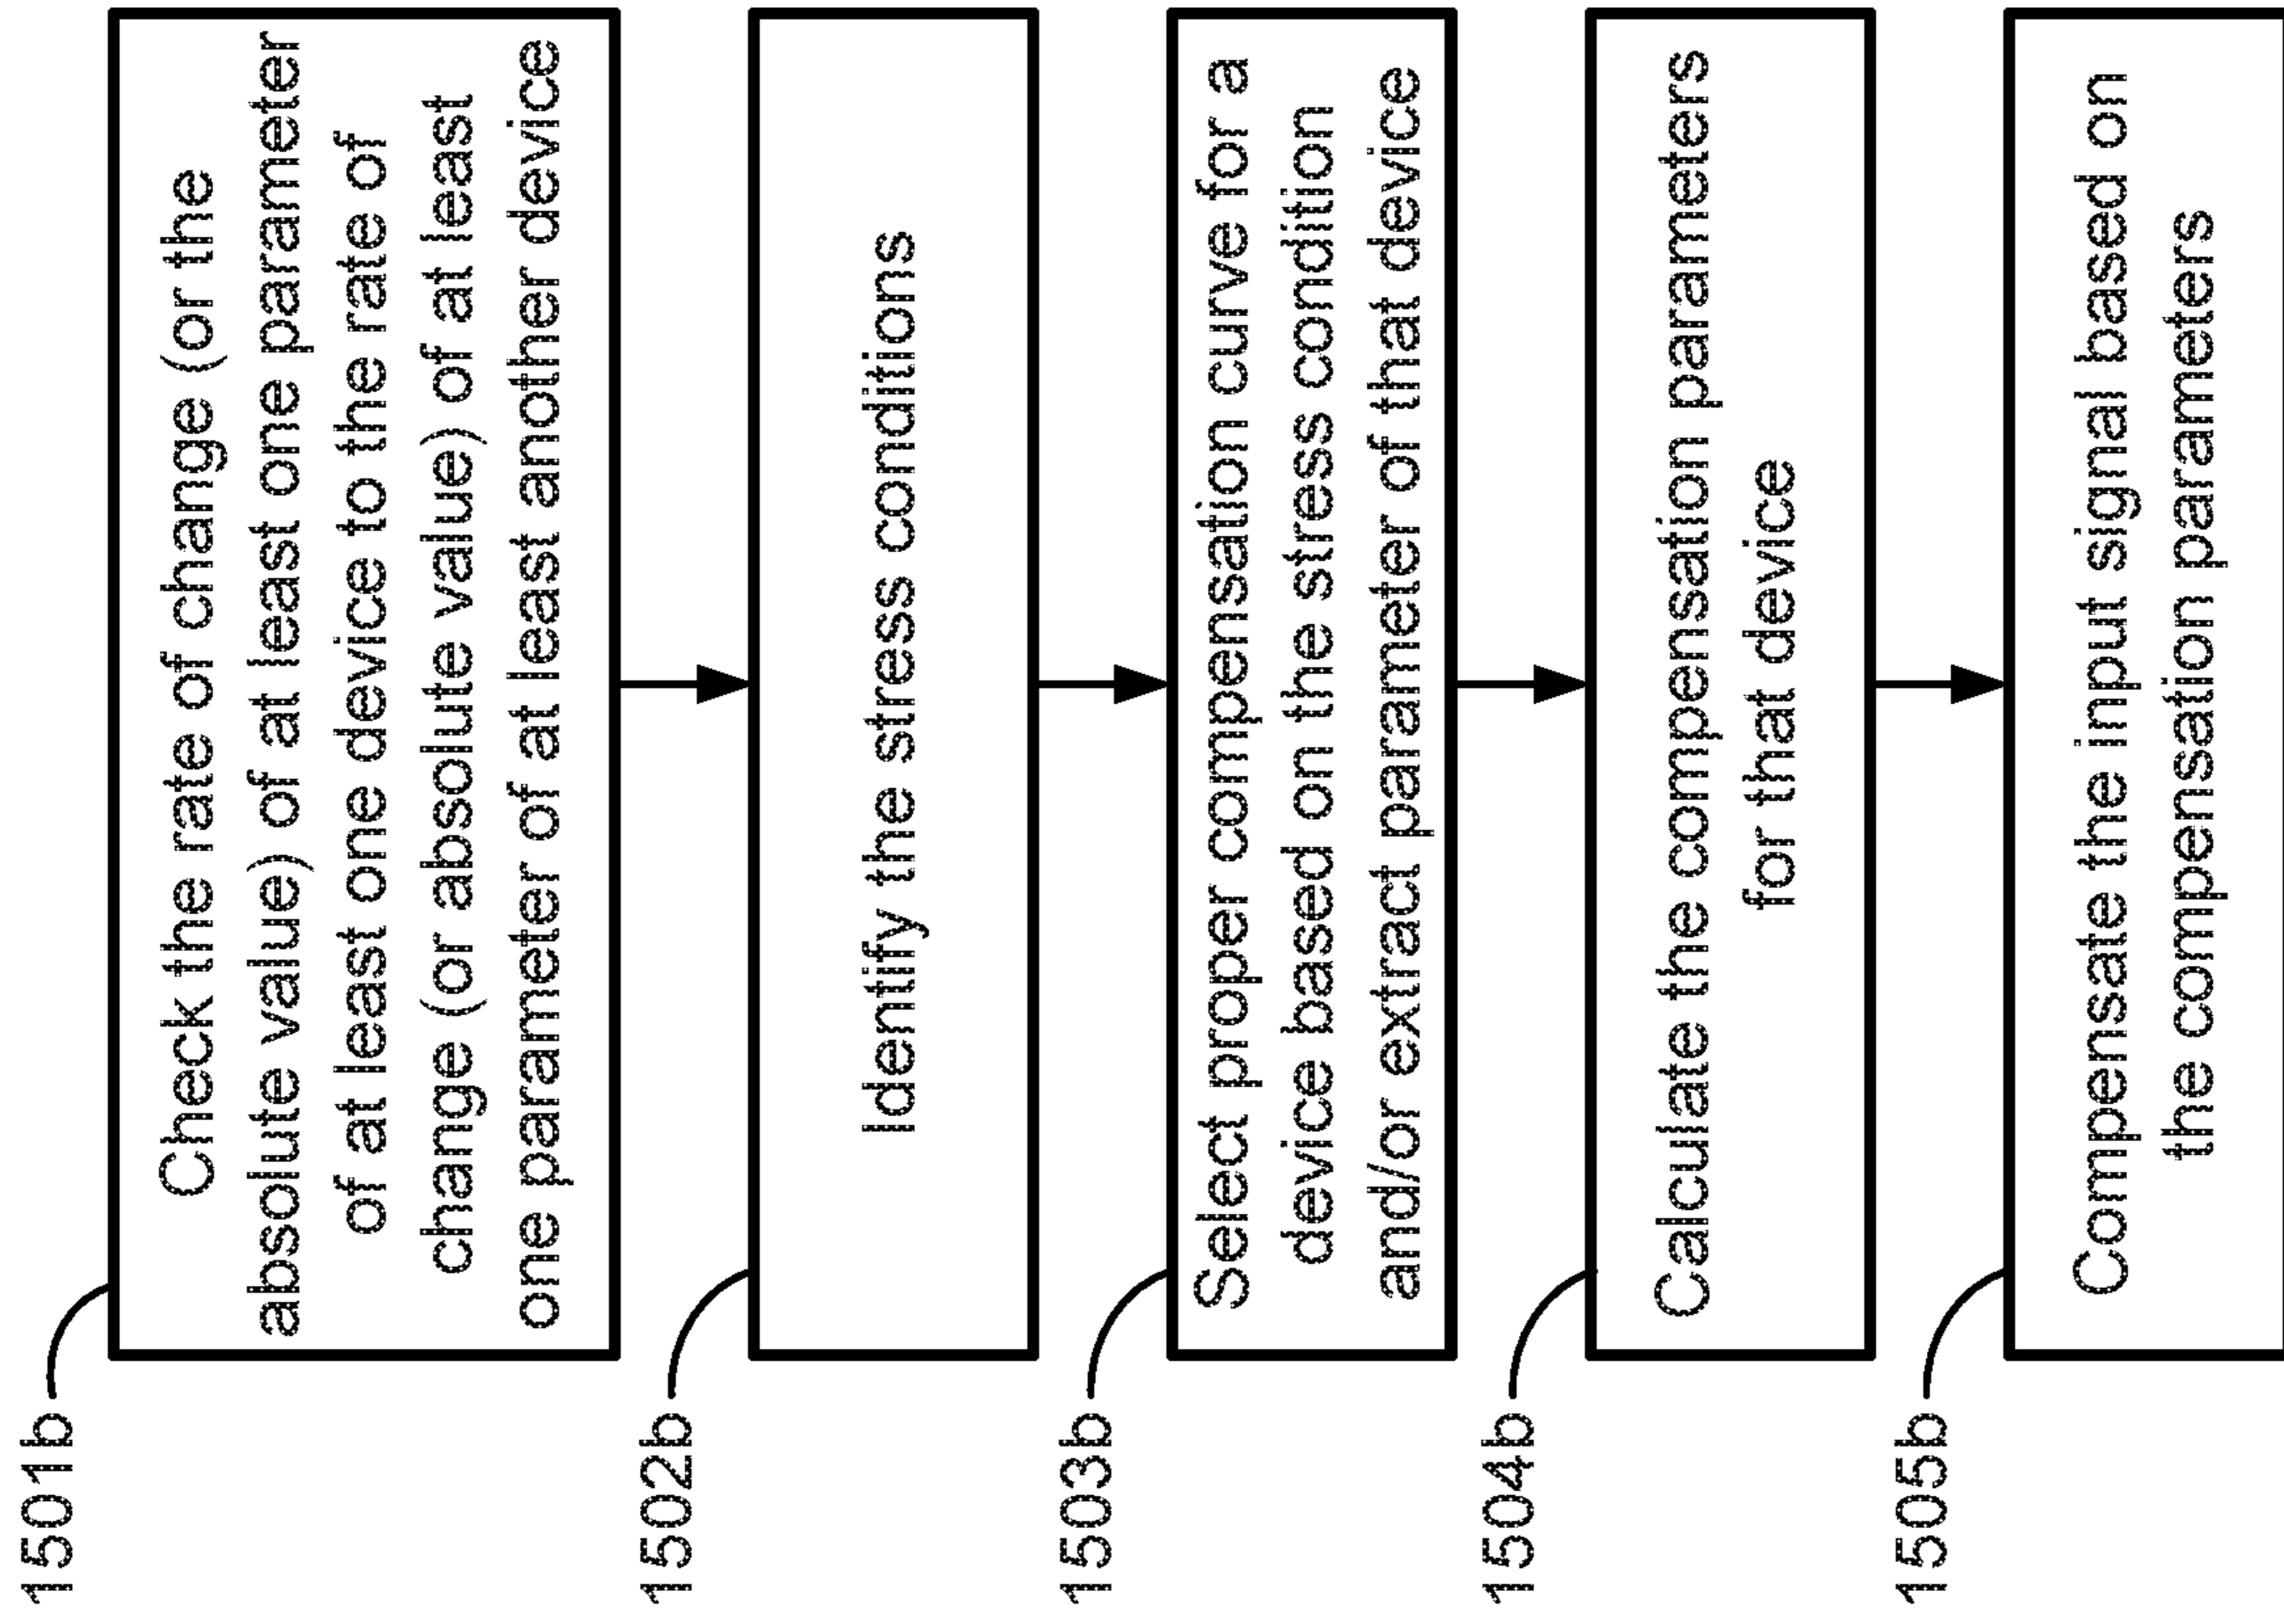 1501b
Check the rate of change (or the
absolute value) of at least one parameter
of at least one device to the rate of
change (or absolute value) of at least
one parameter of at least another device
1502b
Identify the stress conditions
1503b
Select proper compensation curve for a
device based on the stress condition
and/or extract parameter of that device
1504b
Calculate the compensation parameters
for that device
1505b
Compensate the input signal based on
the compensation parameters